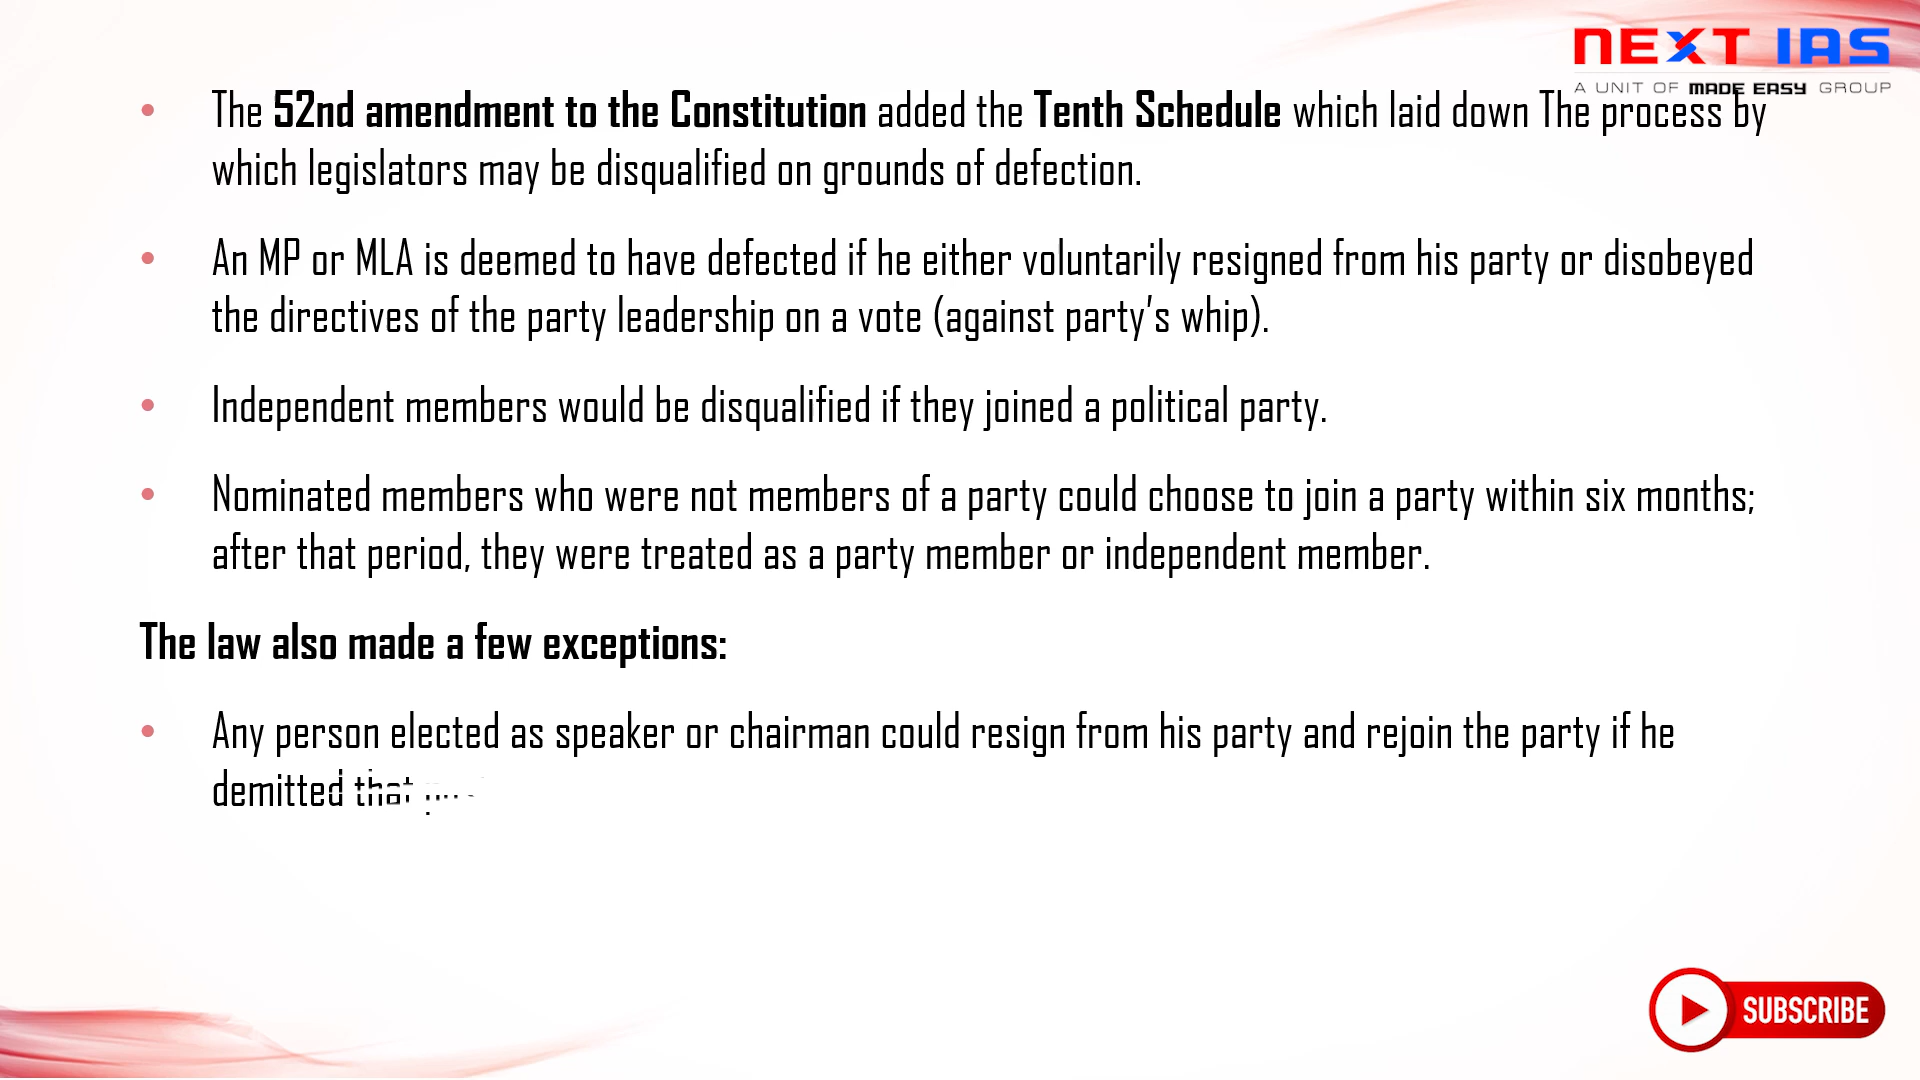 NEXT IAS
A UNIT OF MADE EASY GROUP
• The 52nd amendment to the Constitution added the Tenth Schedule which laid down The process by
which legislators may be disqualified on grounds of defection.
• An MP or MLA is deemed to have defected if he either voluntarily resigned from his party or disobeyed
the directives of the party leadership on a vote (against party's whip).
• Independent members would be disqualified if they joined a political party.
• Nominated members who were not members of a party could choose to join a party within six months;
after that period, they were treated as a party member or independent member.
The law also made a few exceptions:
• Any person elected as speaker or chairman could resign from his party and rejoin the party if he
demitted that
SUBSCRIBE